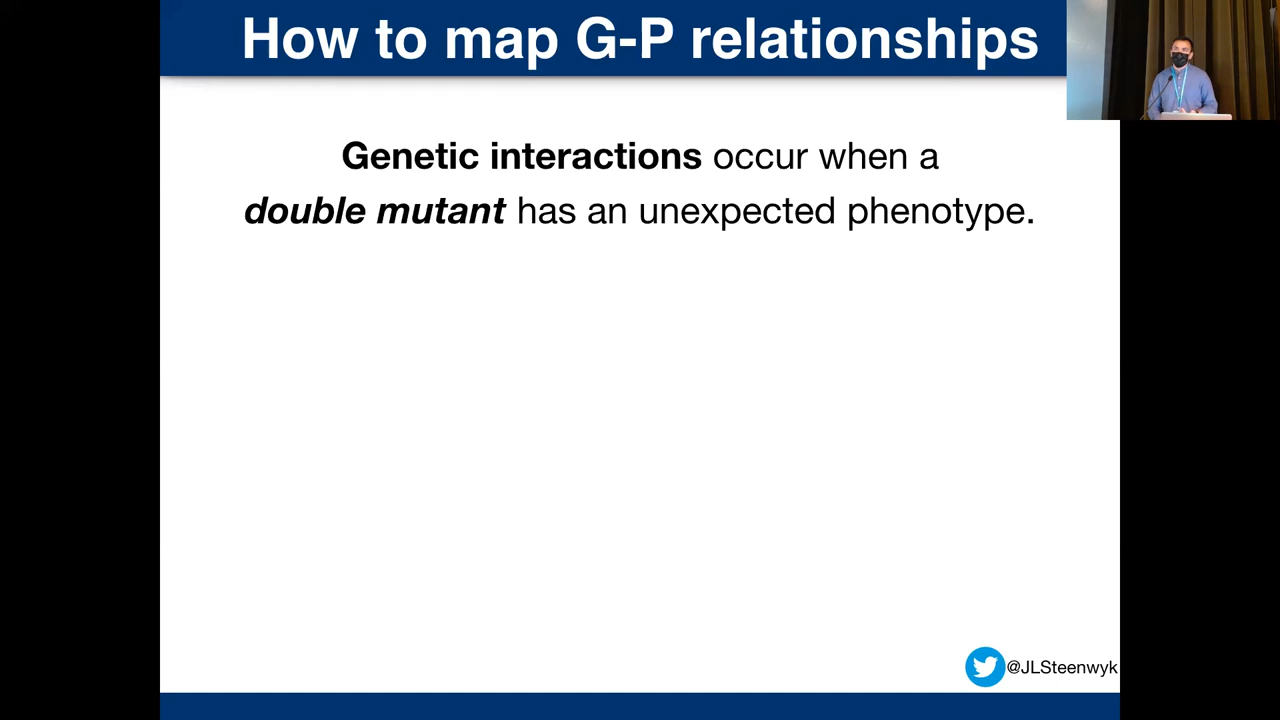 How to map G-P relationships
Genetic interactions occur when a
double mutant has an unexpected phenotype.
@JLSteenwyk